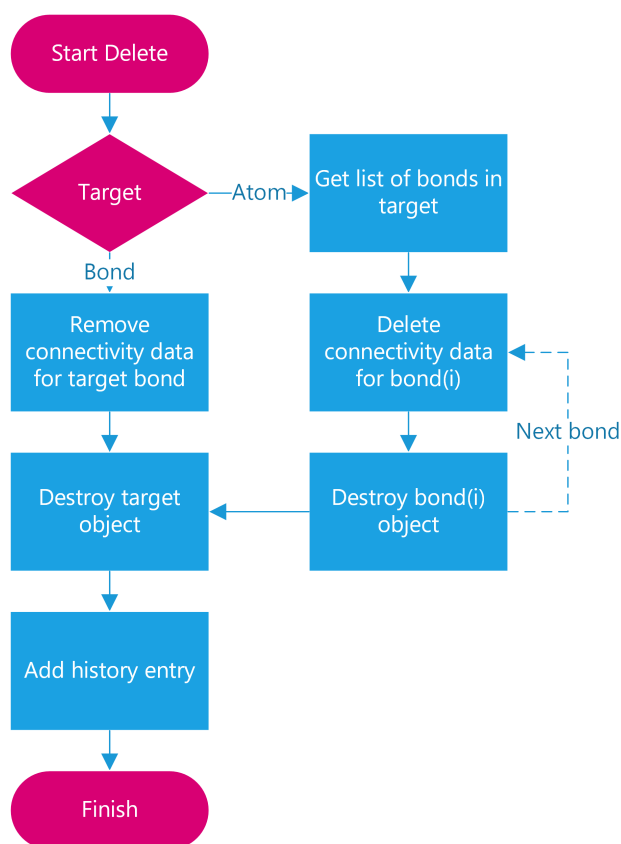 Start Delete
Target
Atom
Get list of bonds in
target
Bond
Remove
connectivity data
for target bond
Delete
connectivity data
for bond(i)
Next bond
Destroy target
object
Destroy bond(i)
object
Add history entry
Finish